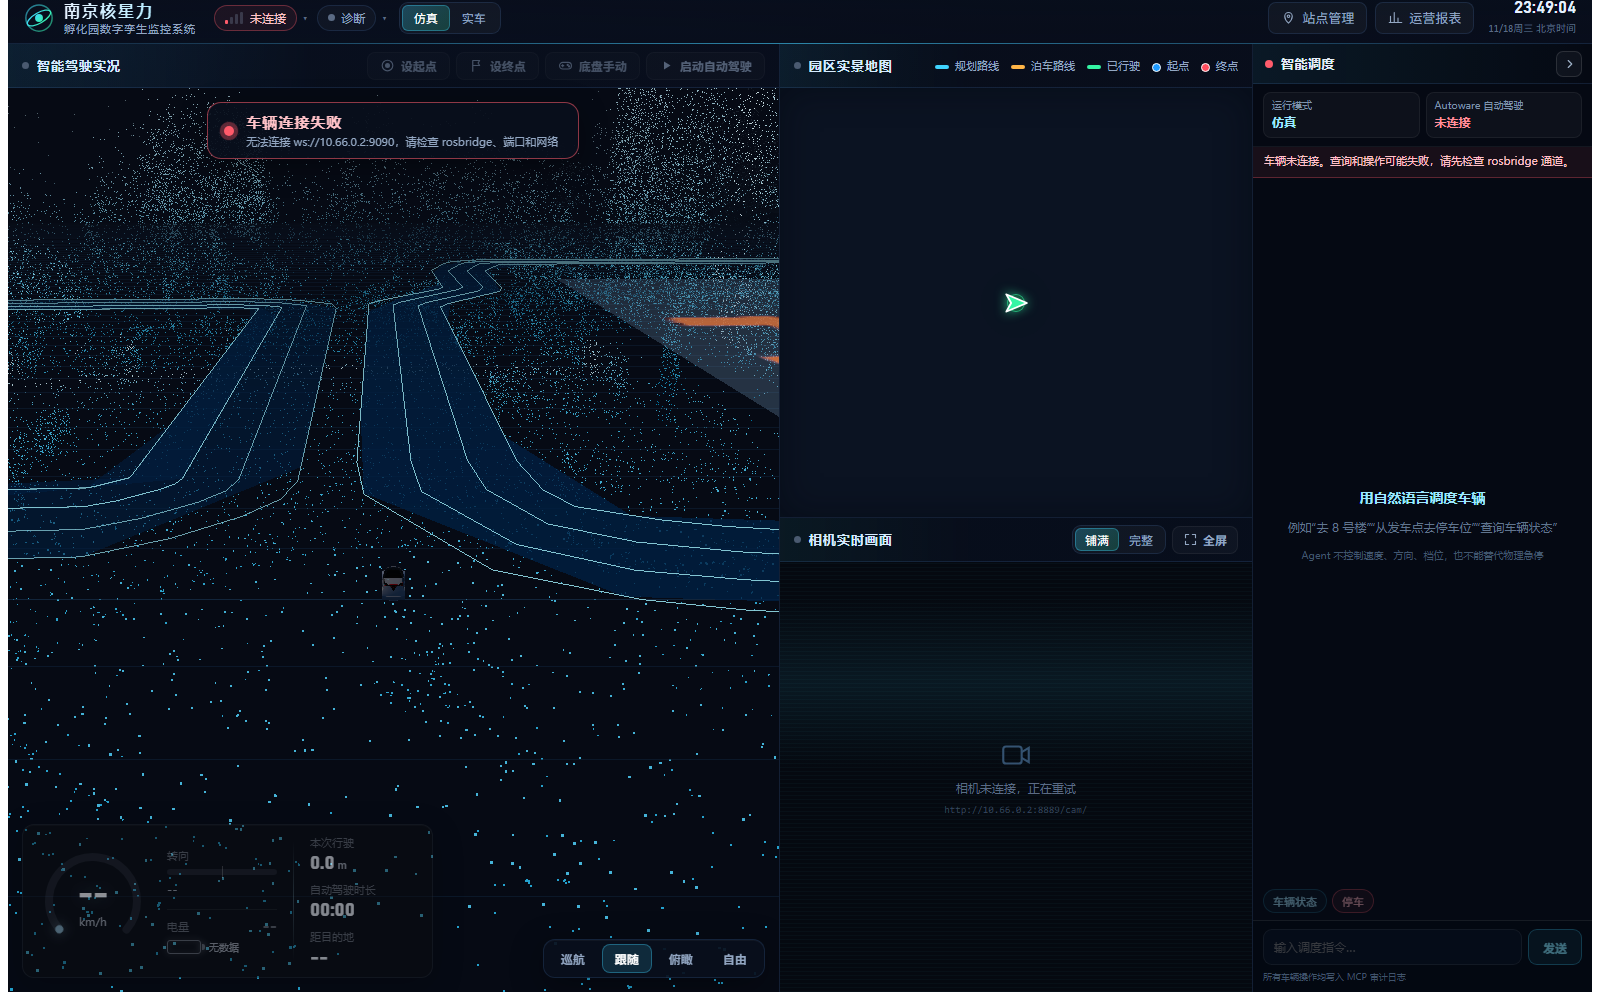 南京核星力
孵化园数字孪生监控系统
未连接
诊断
仿真
实车
站点管理
运营报表
23:49:04
11/18周三 北京时间
智能驾驶实况
设起点
设终点
底盘手动
启动自动驾驶
车辆连接失败
无法连接 ws://10.66.0.2:9090，请检查 rosbridge、端口和网络
--
km/h
转向
--
电量
--
无数据
本次行驶
0.0 m
自动驾驶时长
00:00
距目的地
--
巡航
跟随
俯瞰
自由
园区实景地图
规划路线
泊车路线
已行驶
起点
终点
相机实时画面
铺满
完整
全屏
相机未连接，正在重试
http://10.66.0.2:8889/cam/
智能调度
运行模式
仿真
Autoware 自动驾驶
未连接
车辆未连接。查询和操作可能失败，请先检查 rosbridge 通道。
用自然语言调度车辆
例如“去 8 号楼”“从发车点去停车位”“查询车辆状态”
Agent 不控制速度、方向、档位，也不能替代物理急停
车辆状态
停车
输入调度指令...
发送
所有车辆操作均写入 MCP 审计日志